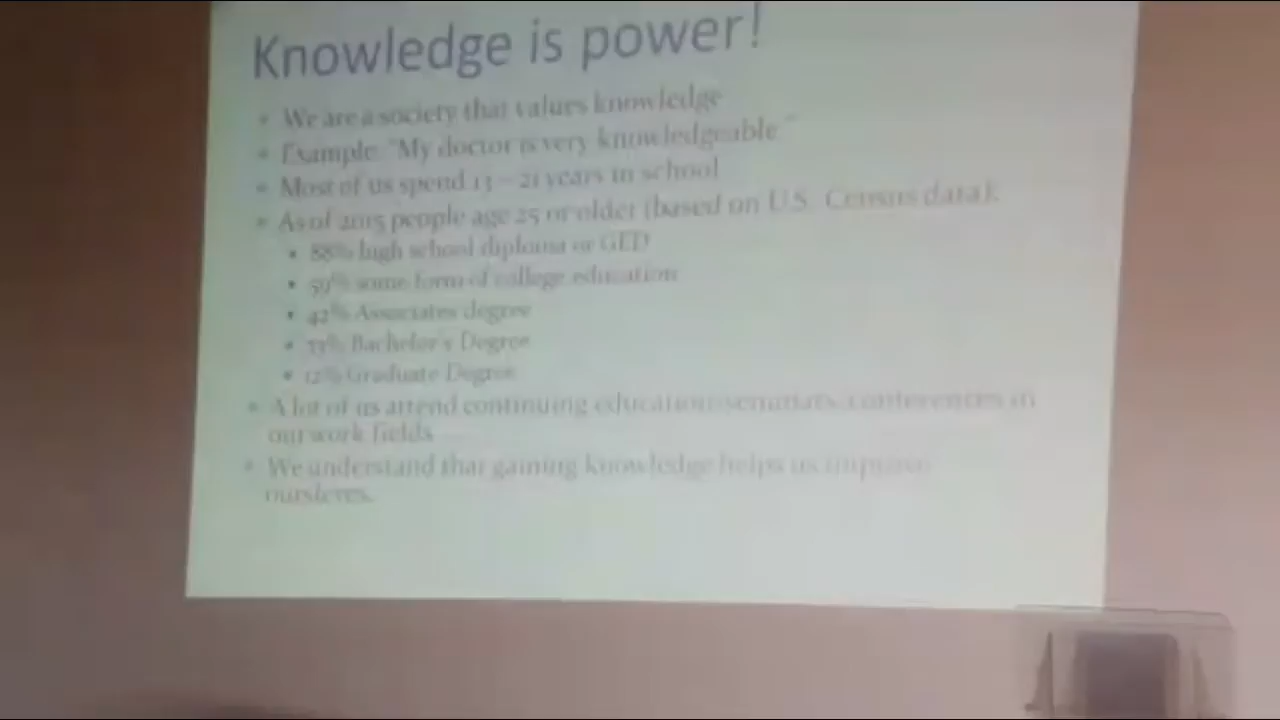 Knowledge is power!
• We are a society that values knowledge
• Example: "My doctor is very knowledgeable."
• Most of us spend 13 – 21 years in school
• As of 2015 people age 25 or older (based on U.S. Census data):
• 88% high school diploma or GED
• 59% some form of college education
• 42% Associates degree
• 33% Bachelor's Degree
• 12% Graduate Degree
• A lot of us attend continuing education seminars, conferences in
our work fields
• We understand that gaining knowledge helps us improve